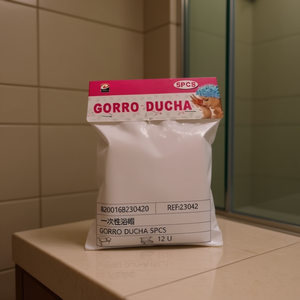 5PCS
GORRO DUCHA
8200168230420
REF:23042
一次性浴帽
GORRO DUCHA 5PCS
12 U